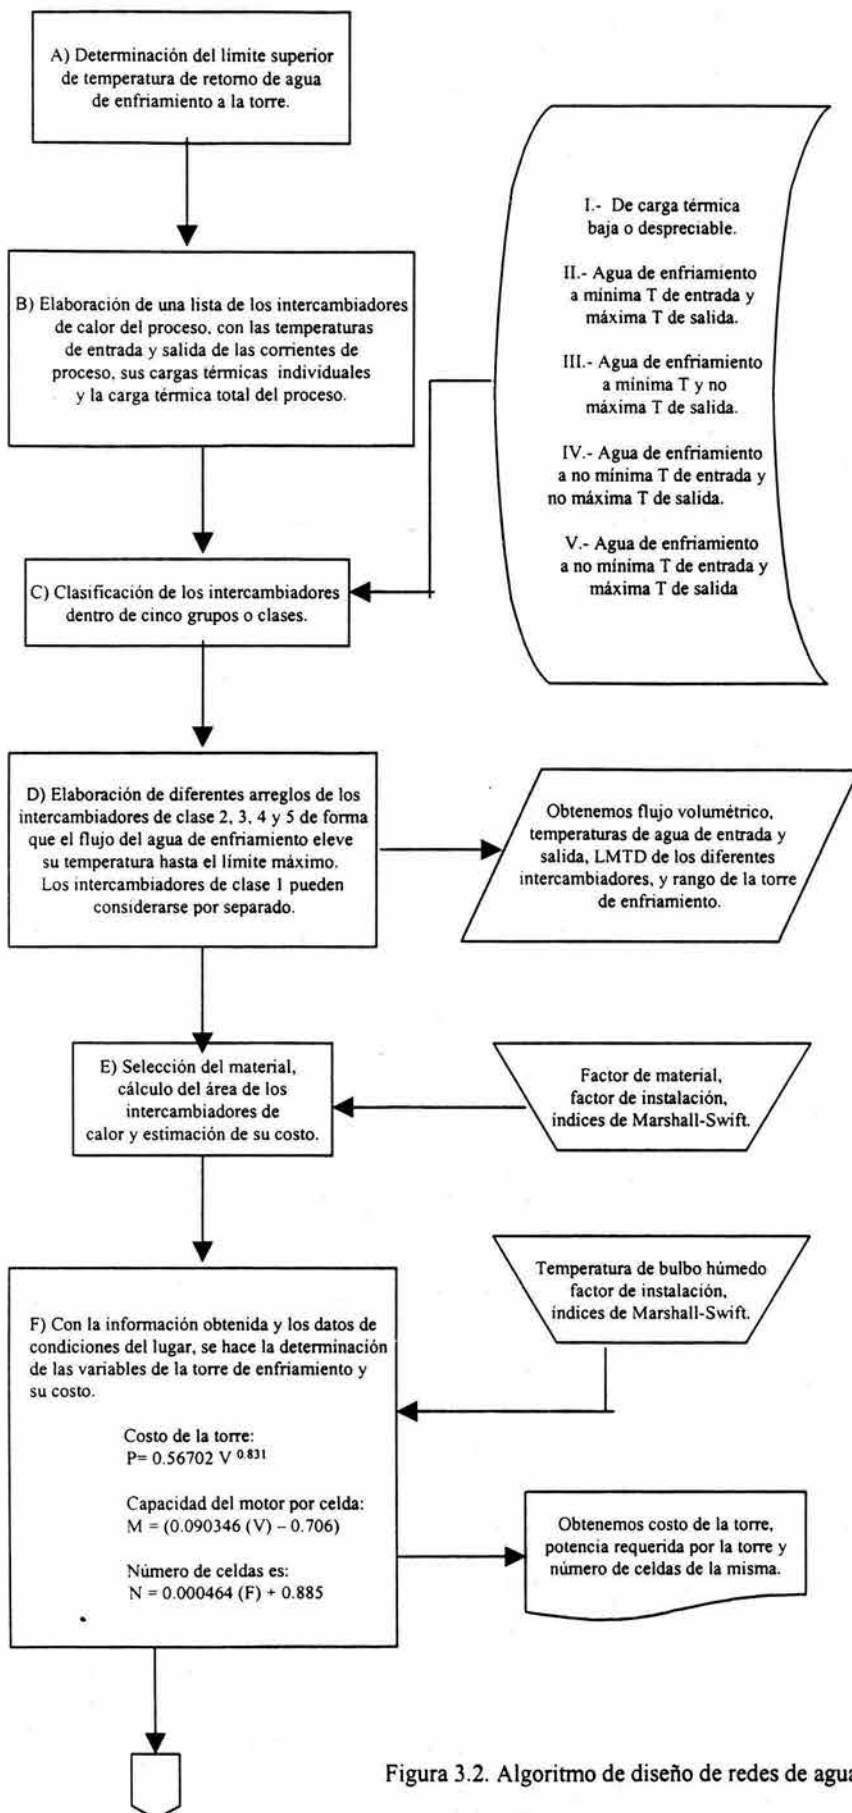 A) Determinación del límite superior
de temperatura de retorno de agua
de enfriamiento a la torre.
I.- De carga térmica
baja o despreciable.
II.- Agua de enfriamiento
a mínima T de entrada y
máxima T de salida.
III.- Agua de enfriamiento
a mínima T y no
máxima T de salida.
IV.- Agua de enfriamiento
a no mínima T de entrada y
no máxima T de salida.
V.- Agua de enfriamiento
a no mínima T de entrada y
máxima T de salida
B) Elaboración de una lista de los intercambiadores
de calor del proceso, con las temperaturas
de entrada y salida de las corrientes de
proceso, sus cargas térmicas individuales
y la carga térmica total del proceso.
C) Clasificación de los intercambiadores
dentro de cinco grupos o clases.
D) Elaboración de diferentes arreglos de los
intercambiadores de clase 2, 3, 4 y 5 de forma
que el flujo del agua de enfriamiento eleve
su temperatura hasta el límite máximo.
Los intercambiadores de clase 1 pueden
considerarse por separado.
Obtenemos flujo volumétrico,
temperaturas de agua de entrada y
salida, LMTD de los diferentes
intercambiadores, y rango de la torre
de enfriamiento.
E) Selección del material,
cálculo del área de los
intercambiadores de
calor y estimación de su costo.
Factor de material,
factor de instalación,
índices de Marshall-Swift.
Temperatura de bulbo húmedo
factor de instalación,
índices de Marshall-Swift.
F) Con la información obtenida y los datos de
condiciones del lugar, se hace la determinación
de las variables de la torre de enfriamiento y
su costo.
Costo de la torre:
P= 0.56702 V 0.831
Capacidad del motor por celda:
M = (0.090346 (V) – 0.706)
Número de celdas es:
N = 0.000464 (F) + 0.885
Obtenemos costo de la torre,
potencia requerida por la torre y
número de celdas de la misma.
Figura 3.2. Algoritmo de diseño de redes de agua